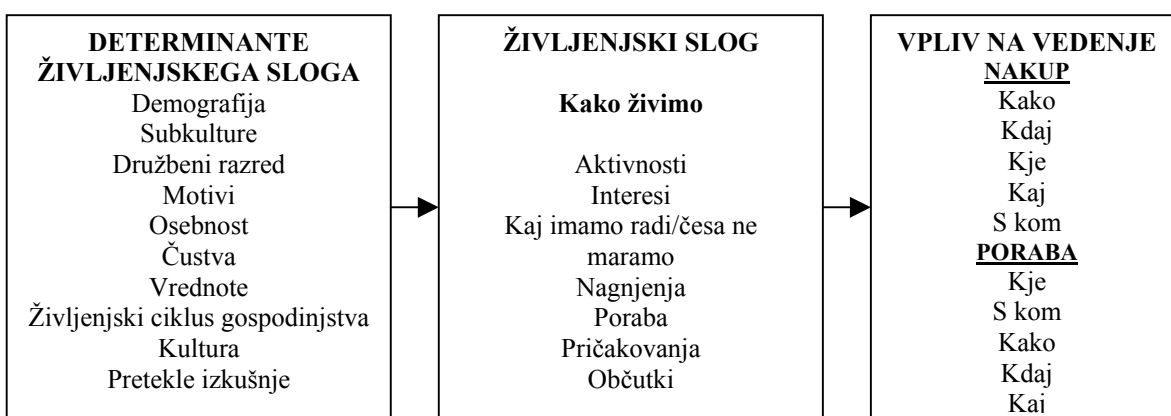 DETERMINANTE
ŽIVLJENJSKEGA SLOGA
Demografija
Subkulture
Družbeni razred
Motivi
Osebnost
Čustva
Vrednote
Življenjski ciklus gospodinjstva
Kultura
Pretekle izkušnje
ŽIVLJENJSKI SLOG
Kako živimo
Aktivnosti
Interesi
Kaj imamo radi/česa ne
maramo
Nagnjenja
Poraba
Pričakovanja
Občutki
VPLIV NA VEDENJE
NAKUP
Kako
Kdaj
Kje
Kaj
S kom
PORABA
Kje
S kom
Kako
Kdaj
Kaj